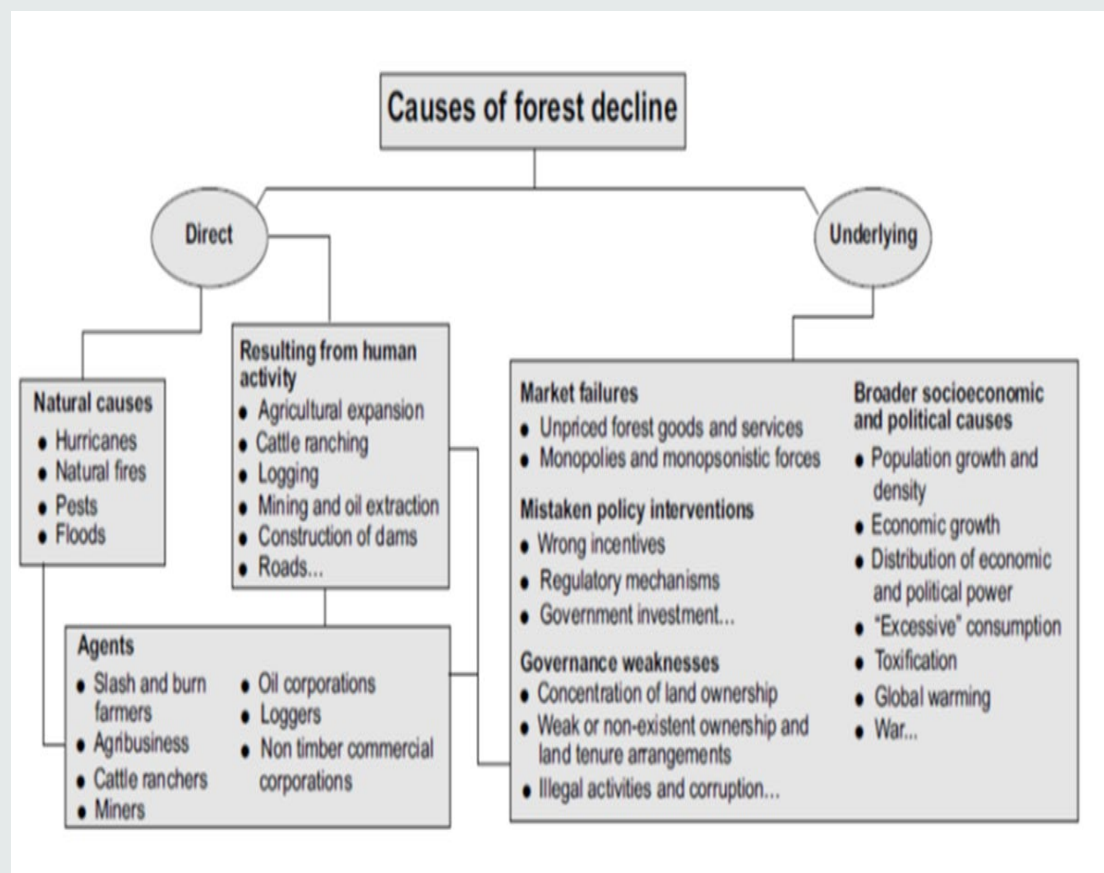 Causes of forest decline
Direct
Underlying
Natural causes
● Hurricanes
● Natural fires
● Pests
● Floods
Resulting from human
activity
● Agricultural expansion
● Cattle ranching
● Logging
● Mining and oil extraction
● Construction of dams
● Roads...
Agents
● Slash and burn
farmers
● Agribusiness
● Cattle ranchers
● Miners
● Oil corporations
● Loggers
● Non timber commercial
corporations
Market failures
● Unpriced forest goods and services
● Monopolies and monopsonistic forces
Mistaken policy interventions
● Wrong incentives
● Regulatory mechanisms
● Government investment...
Governance weaknesses
● Concentration of land ownership
● Weak or non-existent ownership and
land tenure arrangements
● Illegal activities and corruption...
Broader socioeconomic
and political causes
● Population growth and
density
● Economic growth
● Distribution of economic
and political power
● “Excessive” consumption
● Toxification
● Global warming
● War...